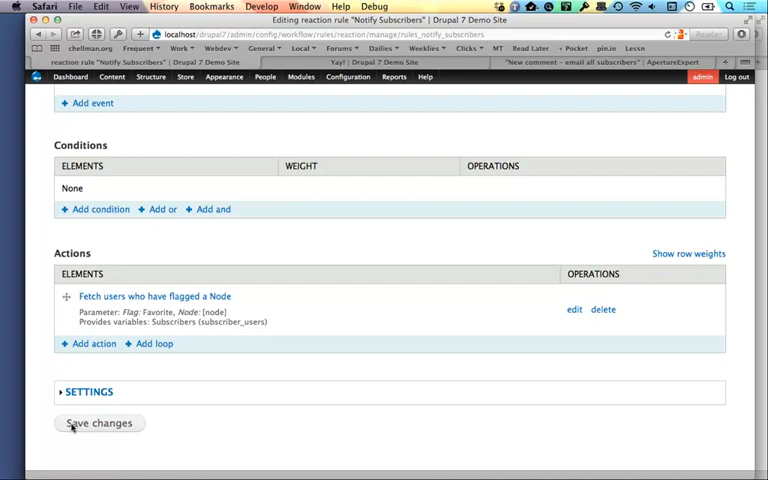 Safari File Edit View History Bookmarks Develop Window Help Debug
Editing reaction rule "Notify Subscribers" | Drupal 7 Demo Site
localhost/drupal7/admin/config/workflow/rules/reaction/manage/rules_notify_subscribers
Reader
chellman.org Frequent Work Webdev General Local Forums Dailies Weeklies Clicks MT Read Later + Pocket pin.in Lessn
reaction rule "Notify Subscribers" | Drupal 7 Demo Site Yay! | Drupal 7 Demo Site "New comment – email all subscribers" | ApertureExpert
Dashboard Content Structure Store Appearance People Modules Configuration Reports Help admin Log out
+ Add event
Conditions
ELEMENTS WEIGHT OPERATIONS
None
+ Add condition + Add or + Add and
Actions Show row weights
ELEMENTS OPERATIONS
Fetch users who have flagged a Node
Parameter: Flag: Favorite, Node: [node]
Provides variables: Subscribers (subscriber_users)
edit delete
+ Add action + Add loop
SETTINGS
Save changes